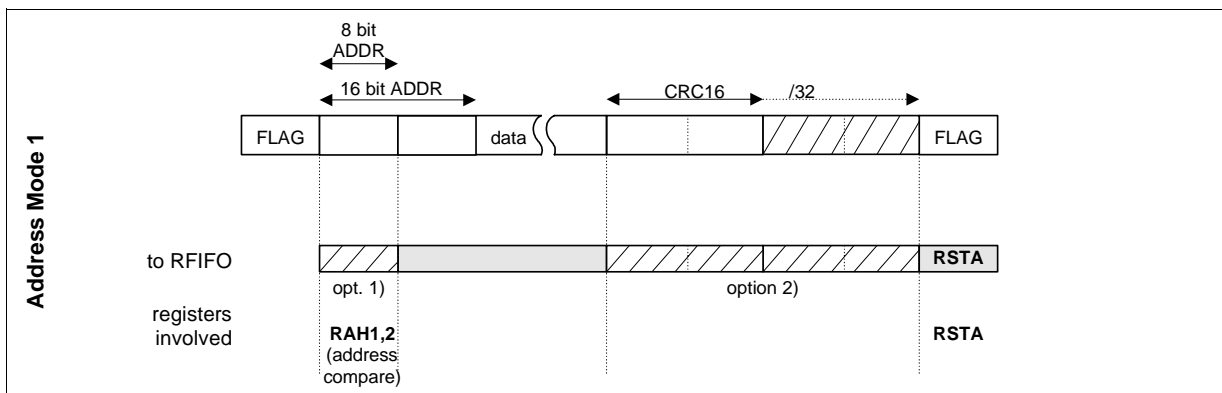 8 bit
ADDR
16 bit ADDR
CRC16 /32
FLAG data FLAG
Address Mode 1
to RFIFO RSTA
opt. 1) option 2)
registers
involved
RAH1,2 RSTA
(address
compare)